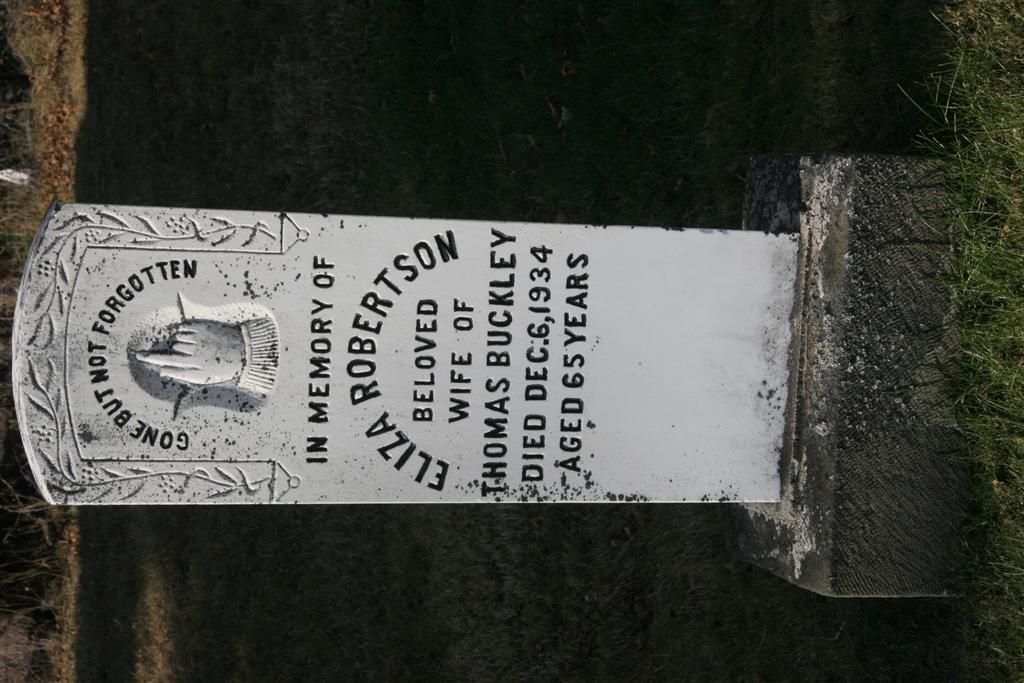 GONE BUT NOT FORGOTTEN
IN MEMORY OF
ELIZA ROBERTSON
BELOVED
WIFE OF
THOMAS BUCKLEY
DIED DEC. 6, 1934
AGED 65 YEARS